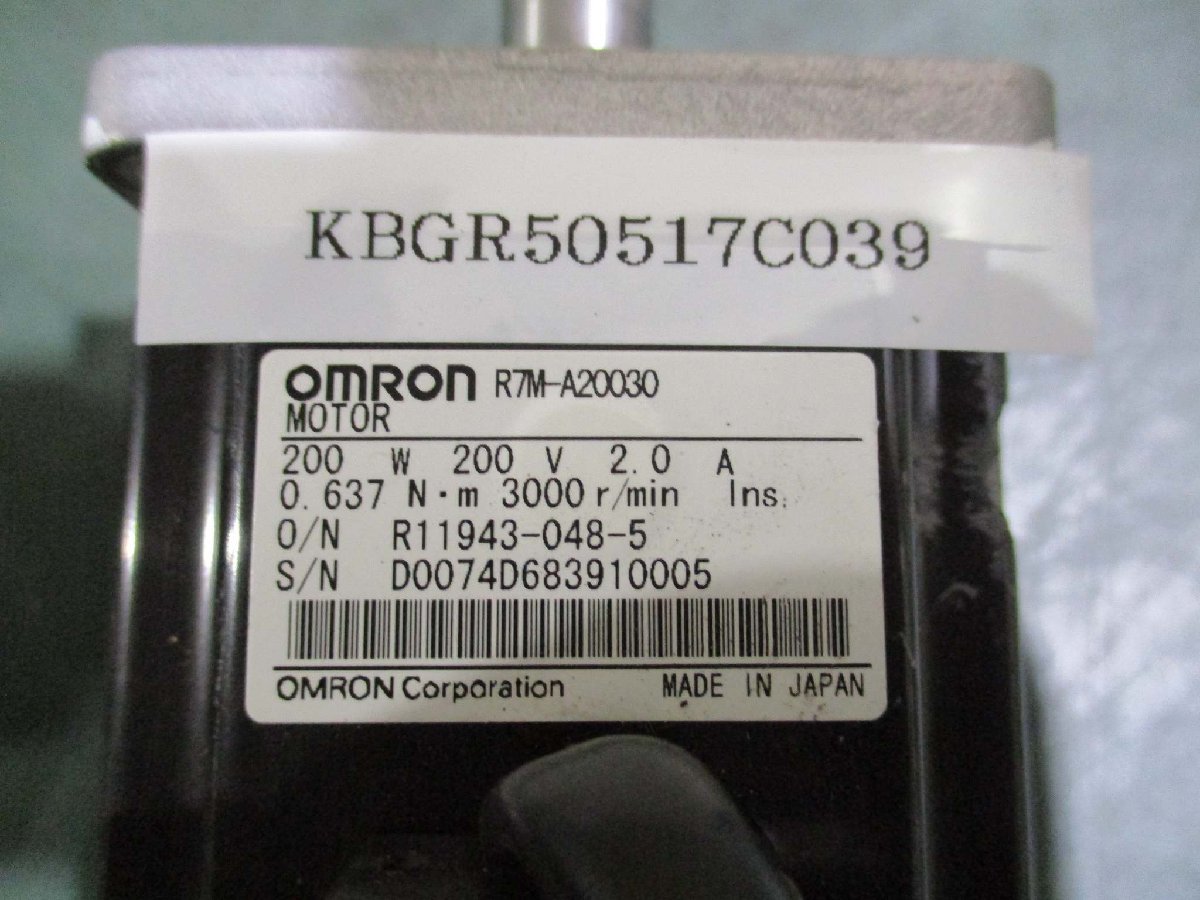 KBGR50517C039
OMRON R7M-A20030
MOTOR
200 W 200 V 2.0 A
0.637 N·m 3000 r/min Ins.
O/N R11943-048-5
S/N D0074D683910005
OMRON Corporation MADE IN JAPAN